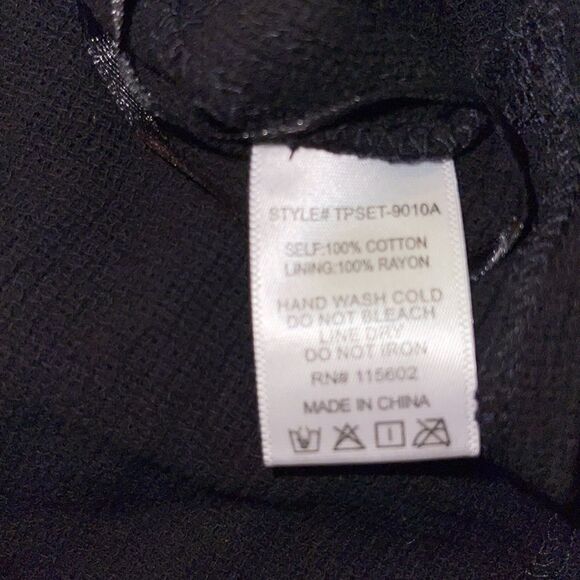 STYLE# TPSET-9010A
SELF:100% COTTON
LINING:100% RAYON
HAND WASH COLD
DO NOT BLEACH
LINE DRY
DO NOT IRON
RN# 115602
MADE IN CHINA